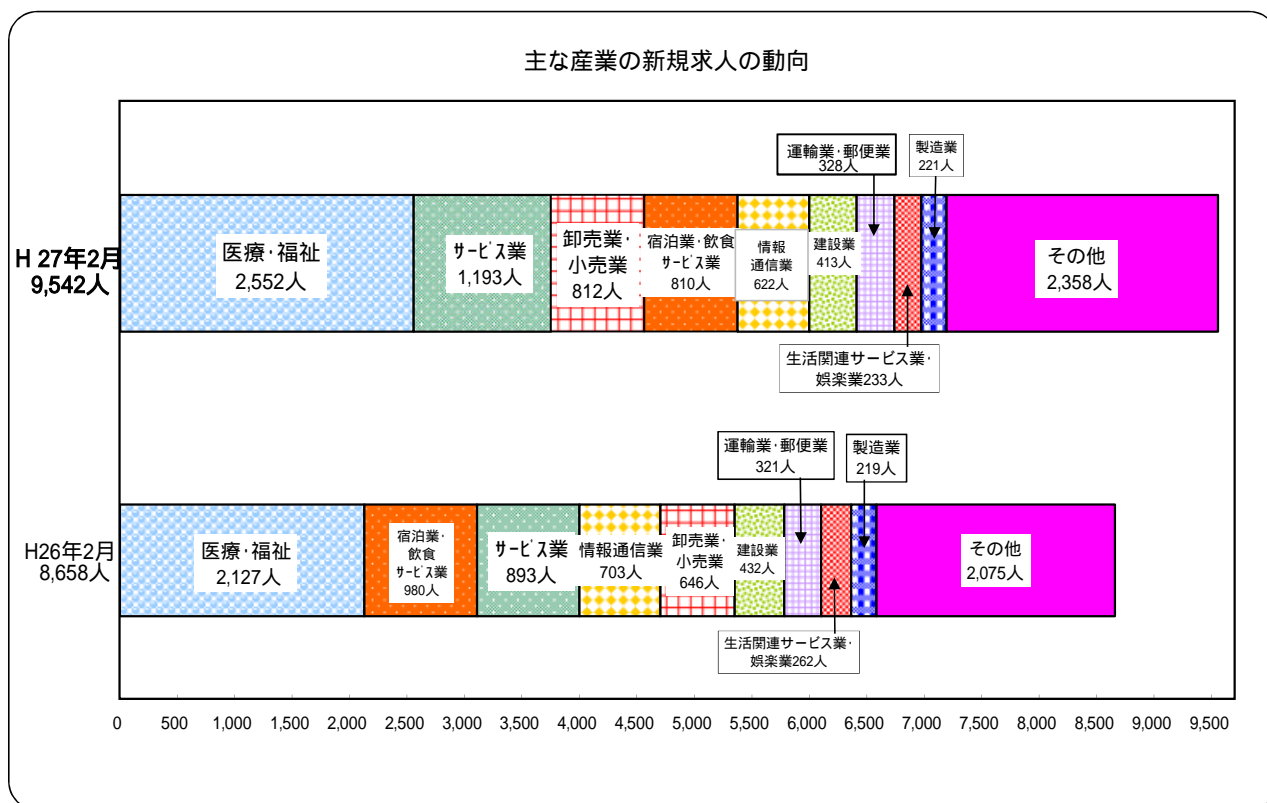 主な産業の新規求人の動向
運輸業・郵便業
328人
製造業
221人
H 27年2月
9,542人
医療・福祉
2,552人
サービス業
1,193人
卸売業・
小売業
812人
宿泊業・飲食
サービス業
810人
情報
通信業
622人
建設業
413人
その他
2,358人
生活関連サービス業・
娯楽業233人
運輸業・郵便業
321人
製造業
219人
H26年2月
8,658人
医療・福祉
2,127人
宿泊業・
飲食
サービス業
980人
サービス業
893人
情報通信業
703人
卸売業・
小売業
646人
建設業
432人
その他
2,075人
生活関連サービス業・
娯楽業262人
0 500 1,000 1,500 2,000 2,500 3,000 3,500 4,000 4,500 5,000 5,500 6,000 6,500 7,000 7,500 8,000 8,500 9,000 9,500